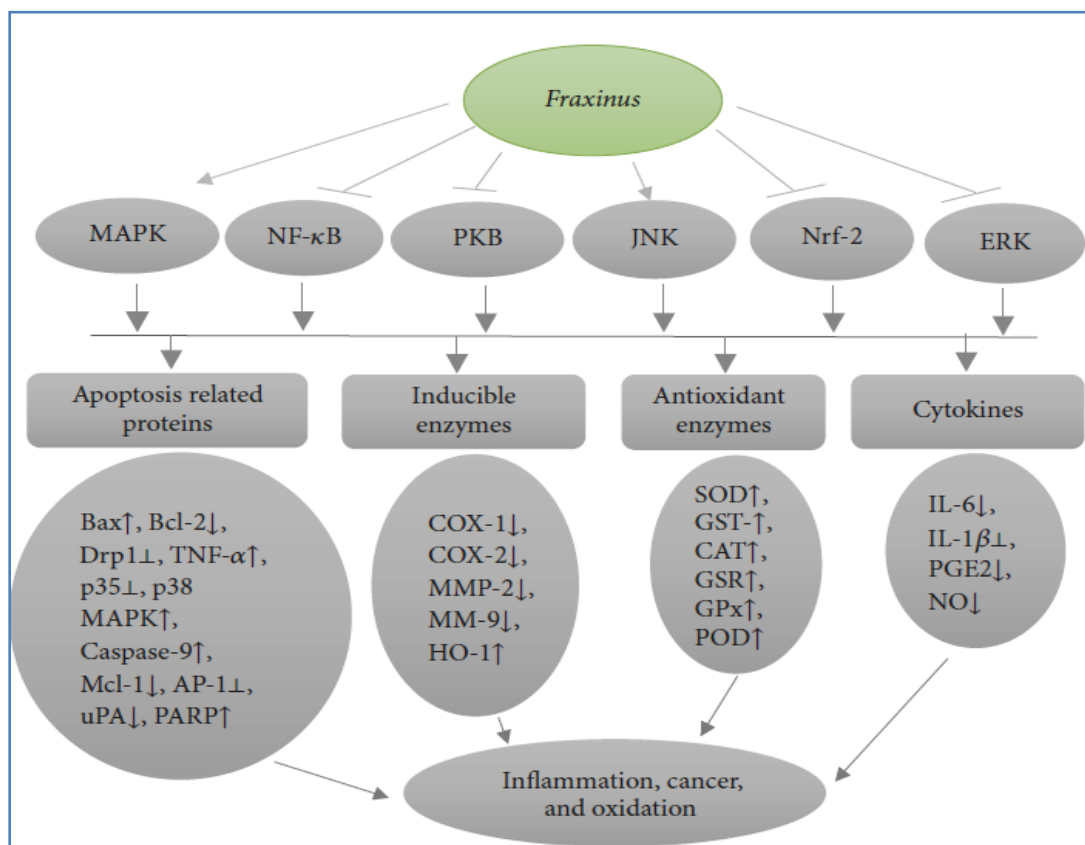 Fraxinus
MAPK
NF-κB
PKB
JNK
Nrf-2
ERK
Apoptosis related
proteins
Inducible
enzymes
Antioxidant
enzymes
Cytokines
Bax↑, Bcl-2↓,
Drp1⊥, TNF-α↑,
p35⊥, p38
MAPK↑,
Caspase-9↑,
Mcl-1↓, AP-1⊥,
uPA↓, PARP↑
COX-1↓,
COX-2↓,
MMP-2↓,
MM-9↓,
HO-1↑
SOD↑,
GST-↑,
CAT↑,
GSR↑,
GPx↑,
POD↑
IL-6↓,
IL-1β⊥,
PGE2↓,
NO↓
Inflammation, cancer,
and oxidation